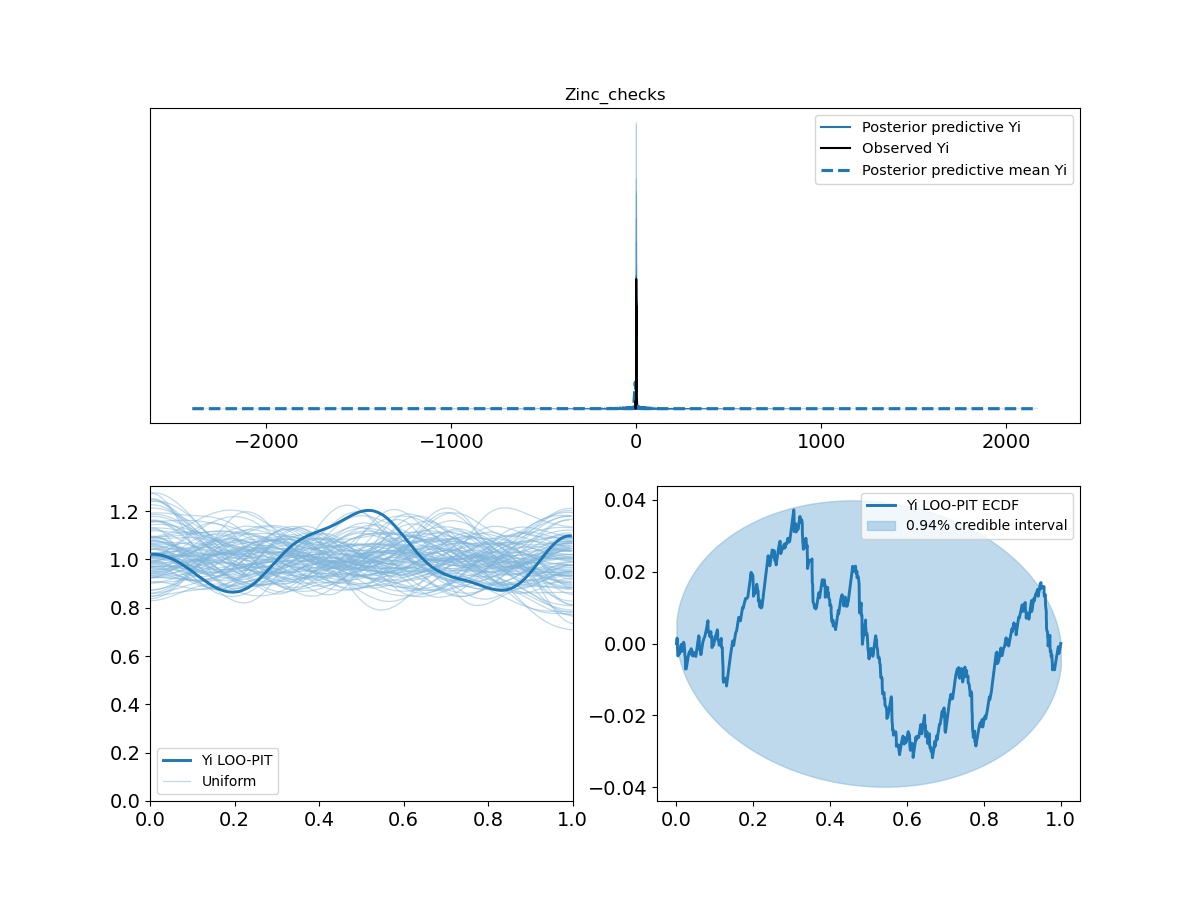 Zinc_checks
Posterior predictive Yi
Observed Yi
Posterior predictive mean Yi
−2000 −1000 0 1000 2000
1.2
1.0
0.8
0.6
0.4
0.2
0.0
Yi LOO-PIT
Uniform
0.0 0.2 0.4 0.6 0.8 1.0
0.04
0.02
0.00
−0.02
−0.04
Yi LOO-PIT ECDF
0.94% credible interval
0.0 0.2 0.4 0.6 0.8 1.0